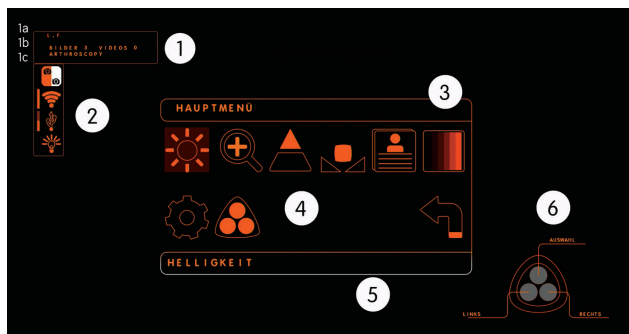 1a
L.F
1b
BILDER 3 VIDEOS 0
1c
ARTHROSCOPY
1
2
3
HAUPTMENÜ
4
HELLIGKEIT
5
6
AUSWAHL
LINKS
RECHTS